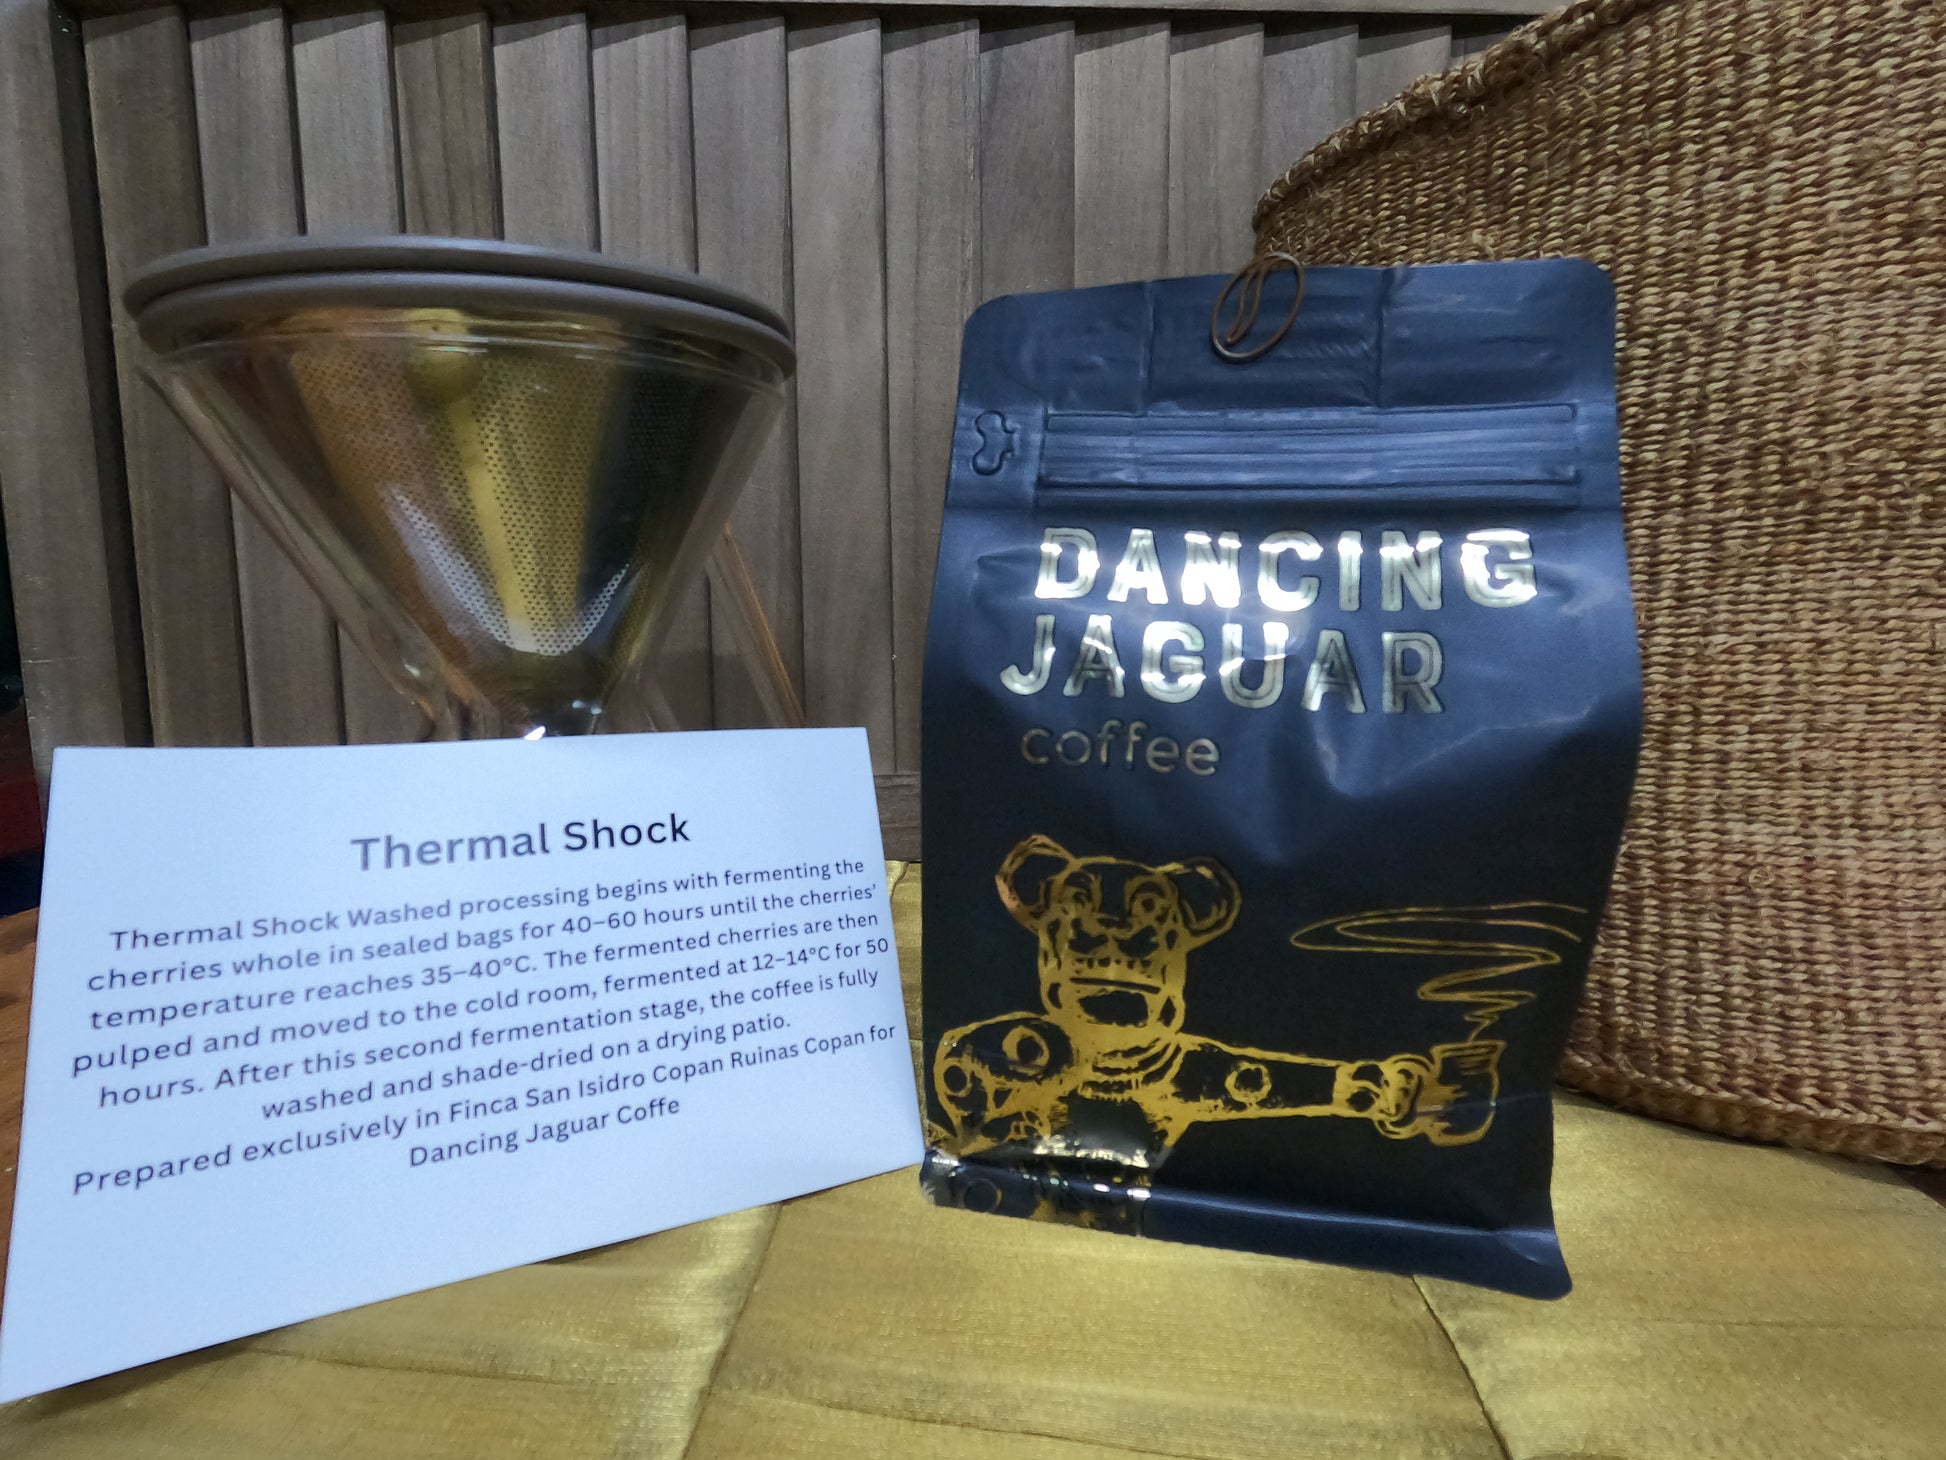 Thermal Shock
Thermal Shock Washed processing begins with fermenting the
cherries whole in sealed bags for 40–60 hours until the cherries’
temperature reaches 35–40°C. The fermented cherries are then
pulped and moved to the cold room, fermented at 12–14°C for 50
hours. After this second fermentation stage, the coffee is fully
washed and shade-dried on a drying patio.
Prepared exclusively in Finca San Isidro Copan Ruinas Copan for
Dancing Jaguar Coffe
DANCING
JAGUAR
coffee